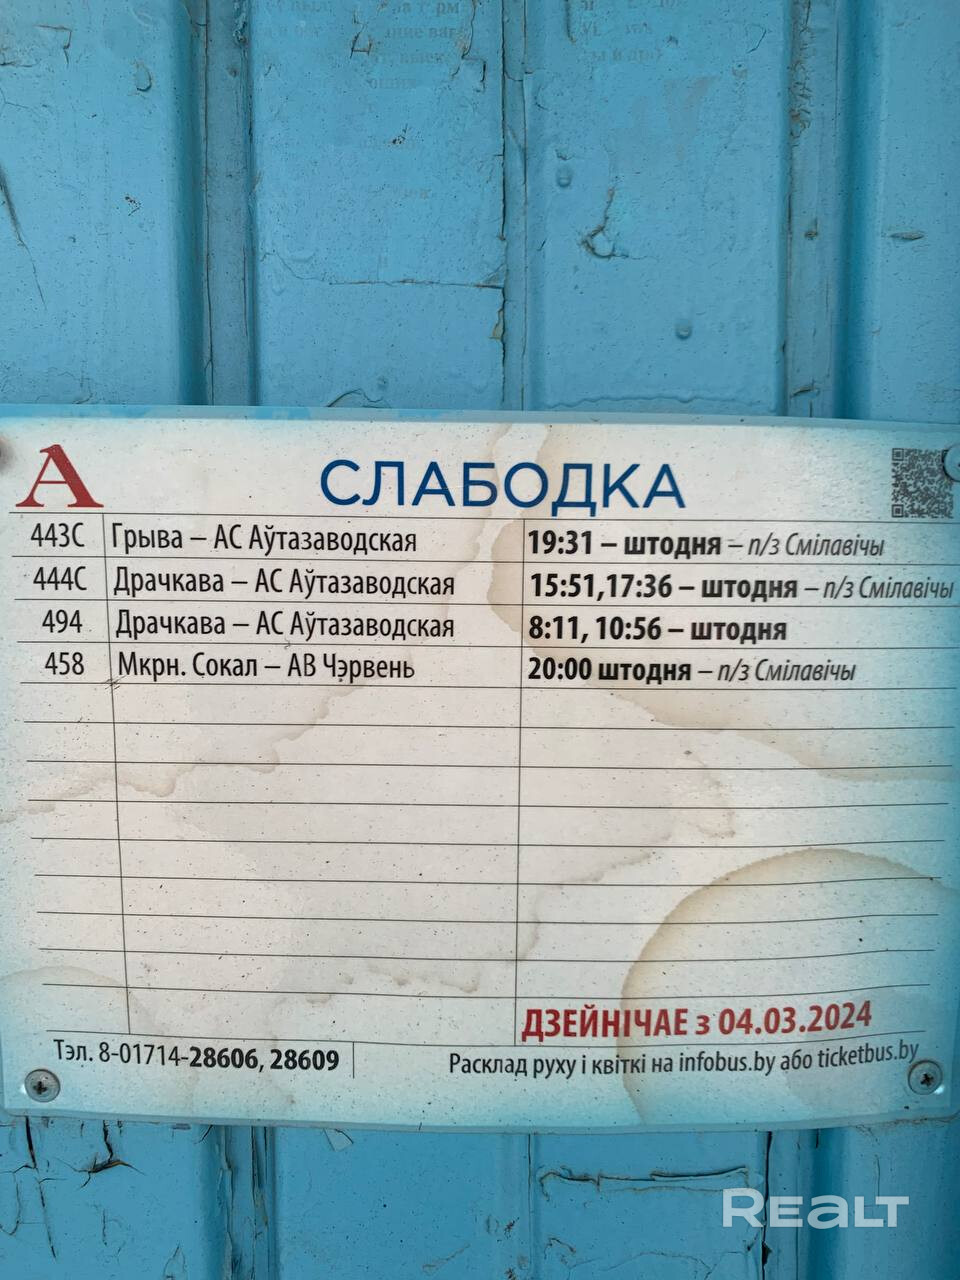 А
СЛАБОДКА
443С Грыва – АС Аўтазаводская 19:31 – штодня – п/з Смілавічы
444С Драчкава – АС Аўтазаводская 15:51,17:36 – штодня – п/з Смілавічы
494 Драчкава – АС Аўтазаводская 8:11, 10:56 – штодня
458 Мкрн. Сокал – АВ Чэрвень 20:00 штодня – п/з Смілавічы
ДЗЕЙНІЧАЕ з 04.03.2024
Тэл. 8-01714-28606, 28609
Расклад руху і квіткі на infobus.by або ticketbus.by
REALT